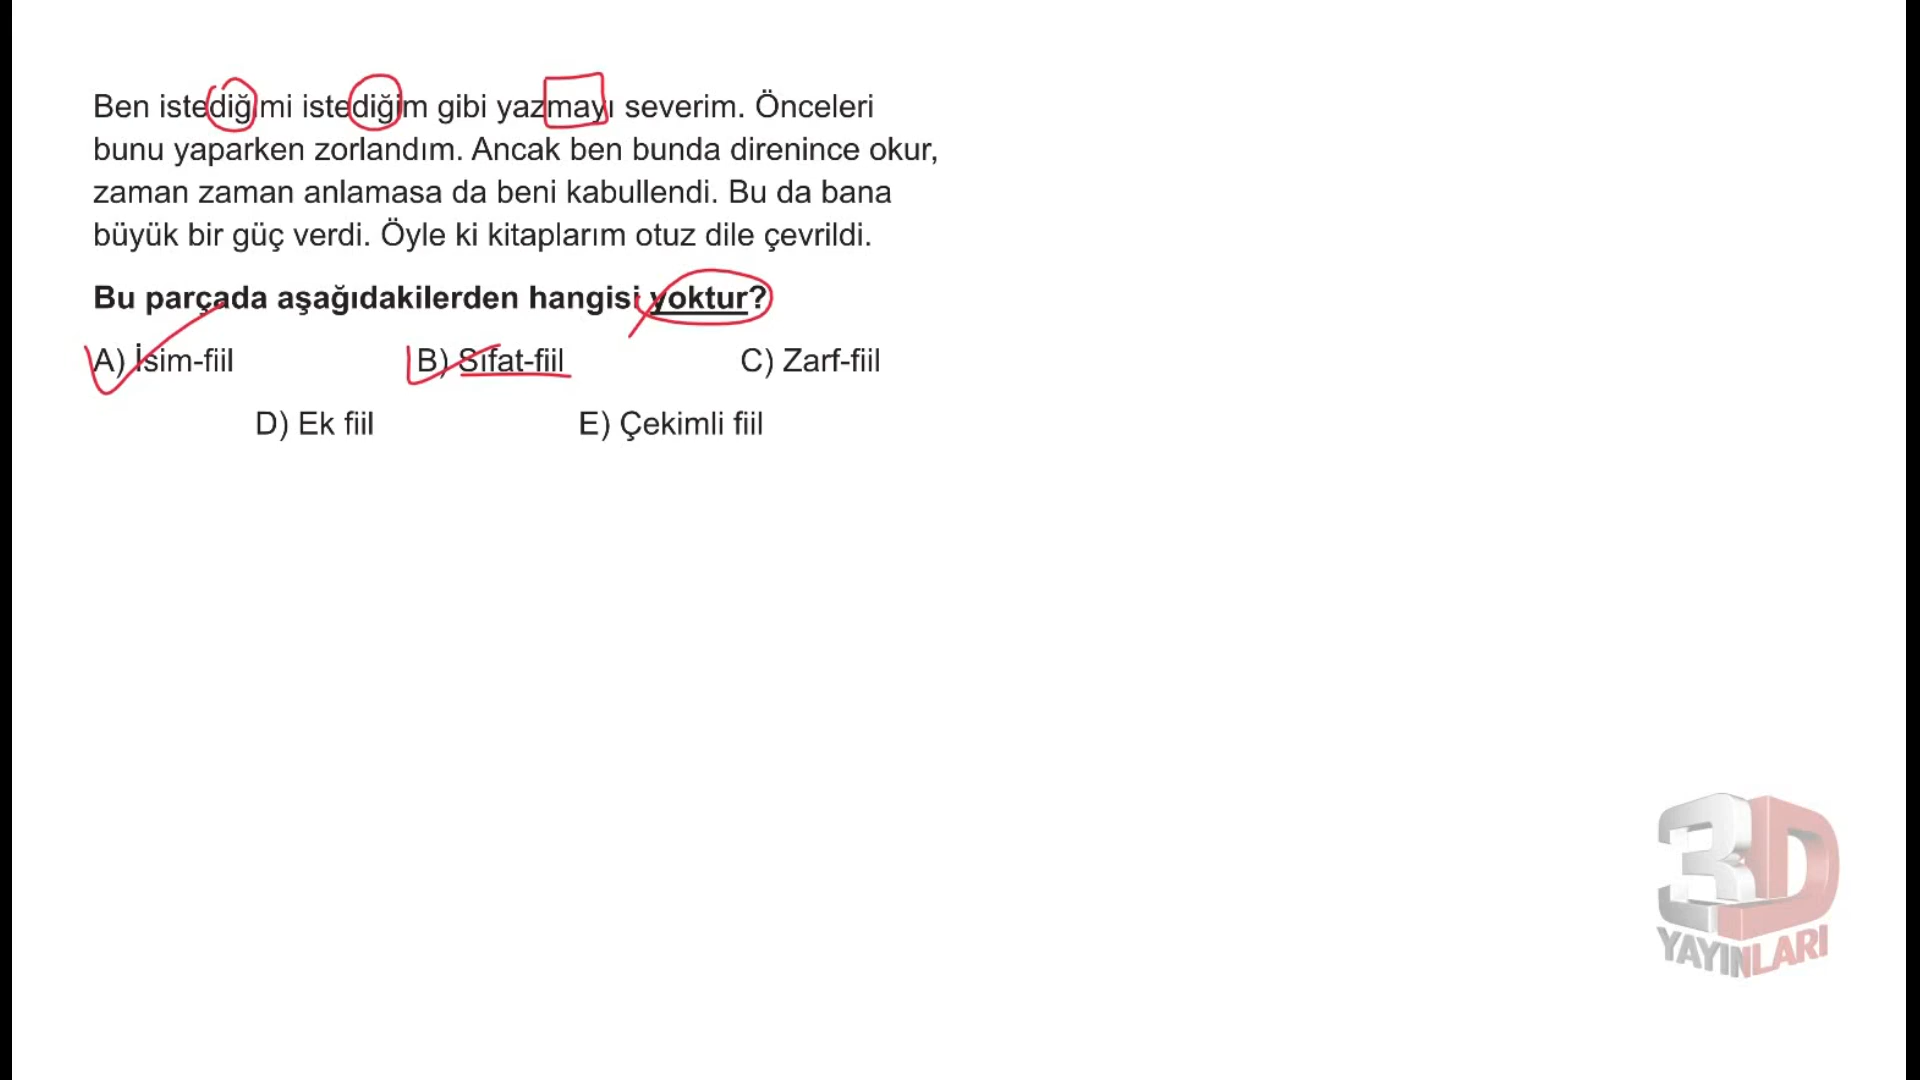 Ben istediğimi istediğim gibi yazmayı severim. Önceleri
bunu yaparken zorlandım. Ancak ben bunda direnince okur,
zaman zaman anlamasa da beni kabullendi. Bu da bana
büyük bir güç verdi. Öyle ki kitaplarım otuz dile çevrildi.
Bu parçada aşağıdakilerden hangisi yoktur?
A) İsim-fiil B) Sıfat-fiil C) Zarf-fiil
D) Ek fiil E) Çekimli fiil
3D
YAYINLARI